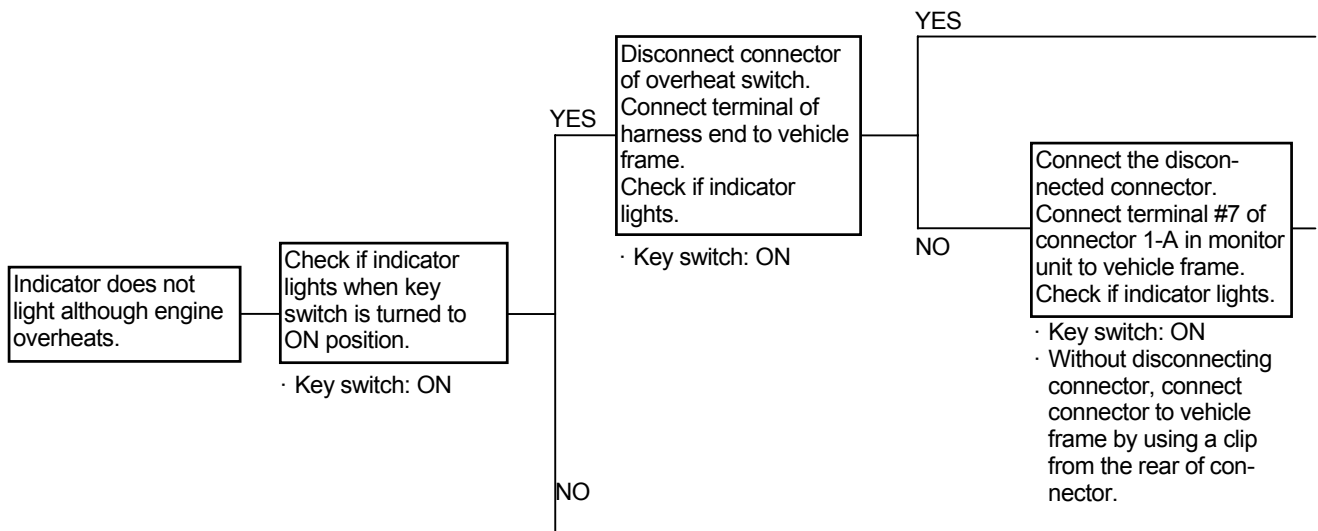 Indicator does not
light although engine
overheats.
Check if indicator
lights when key
switch is turned to
ON position.
· Key switch: ON
YES
NO
Disconnect connector
of overheat switch.
Connect terminal of
harness end to vehicle
frame.
Check if indicator
lights.
· Key switch: ON
YES
NO
Connect the discon-
nected connector.
Connect terminal #7 of
connector 1-A in monitor
unit to vehicle frame.
Check if indicator lights.
· Key switch: ON
· Without disconnecting
connector, connect
connector to vehicle
frame by using a clip
from the rear of con-
nector.